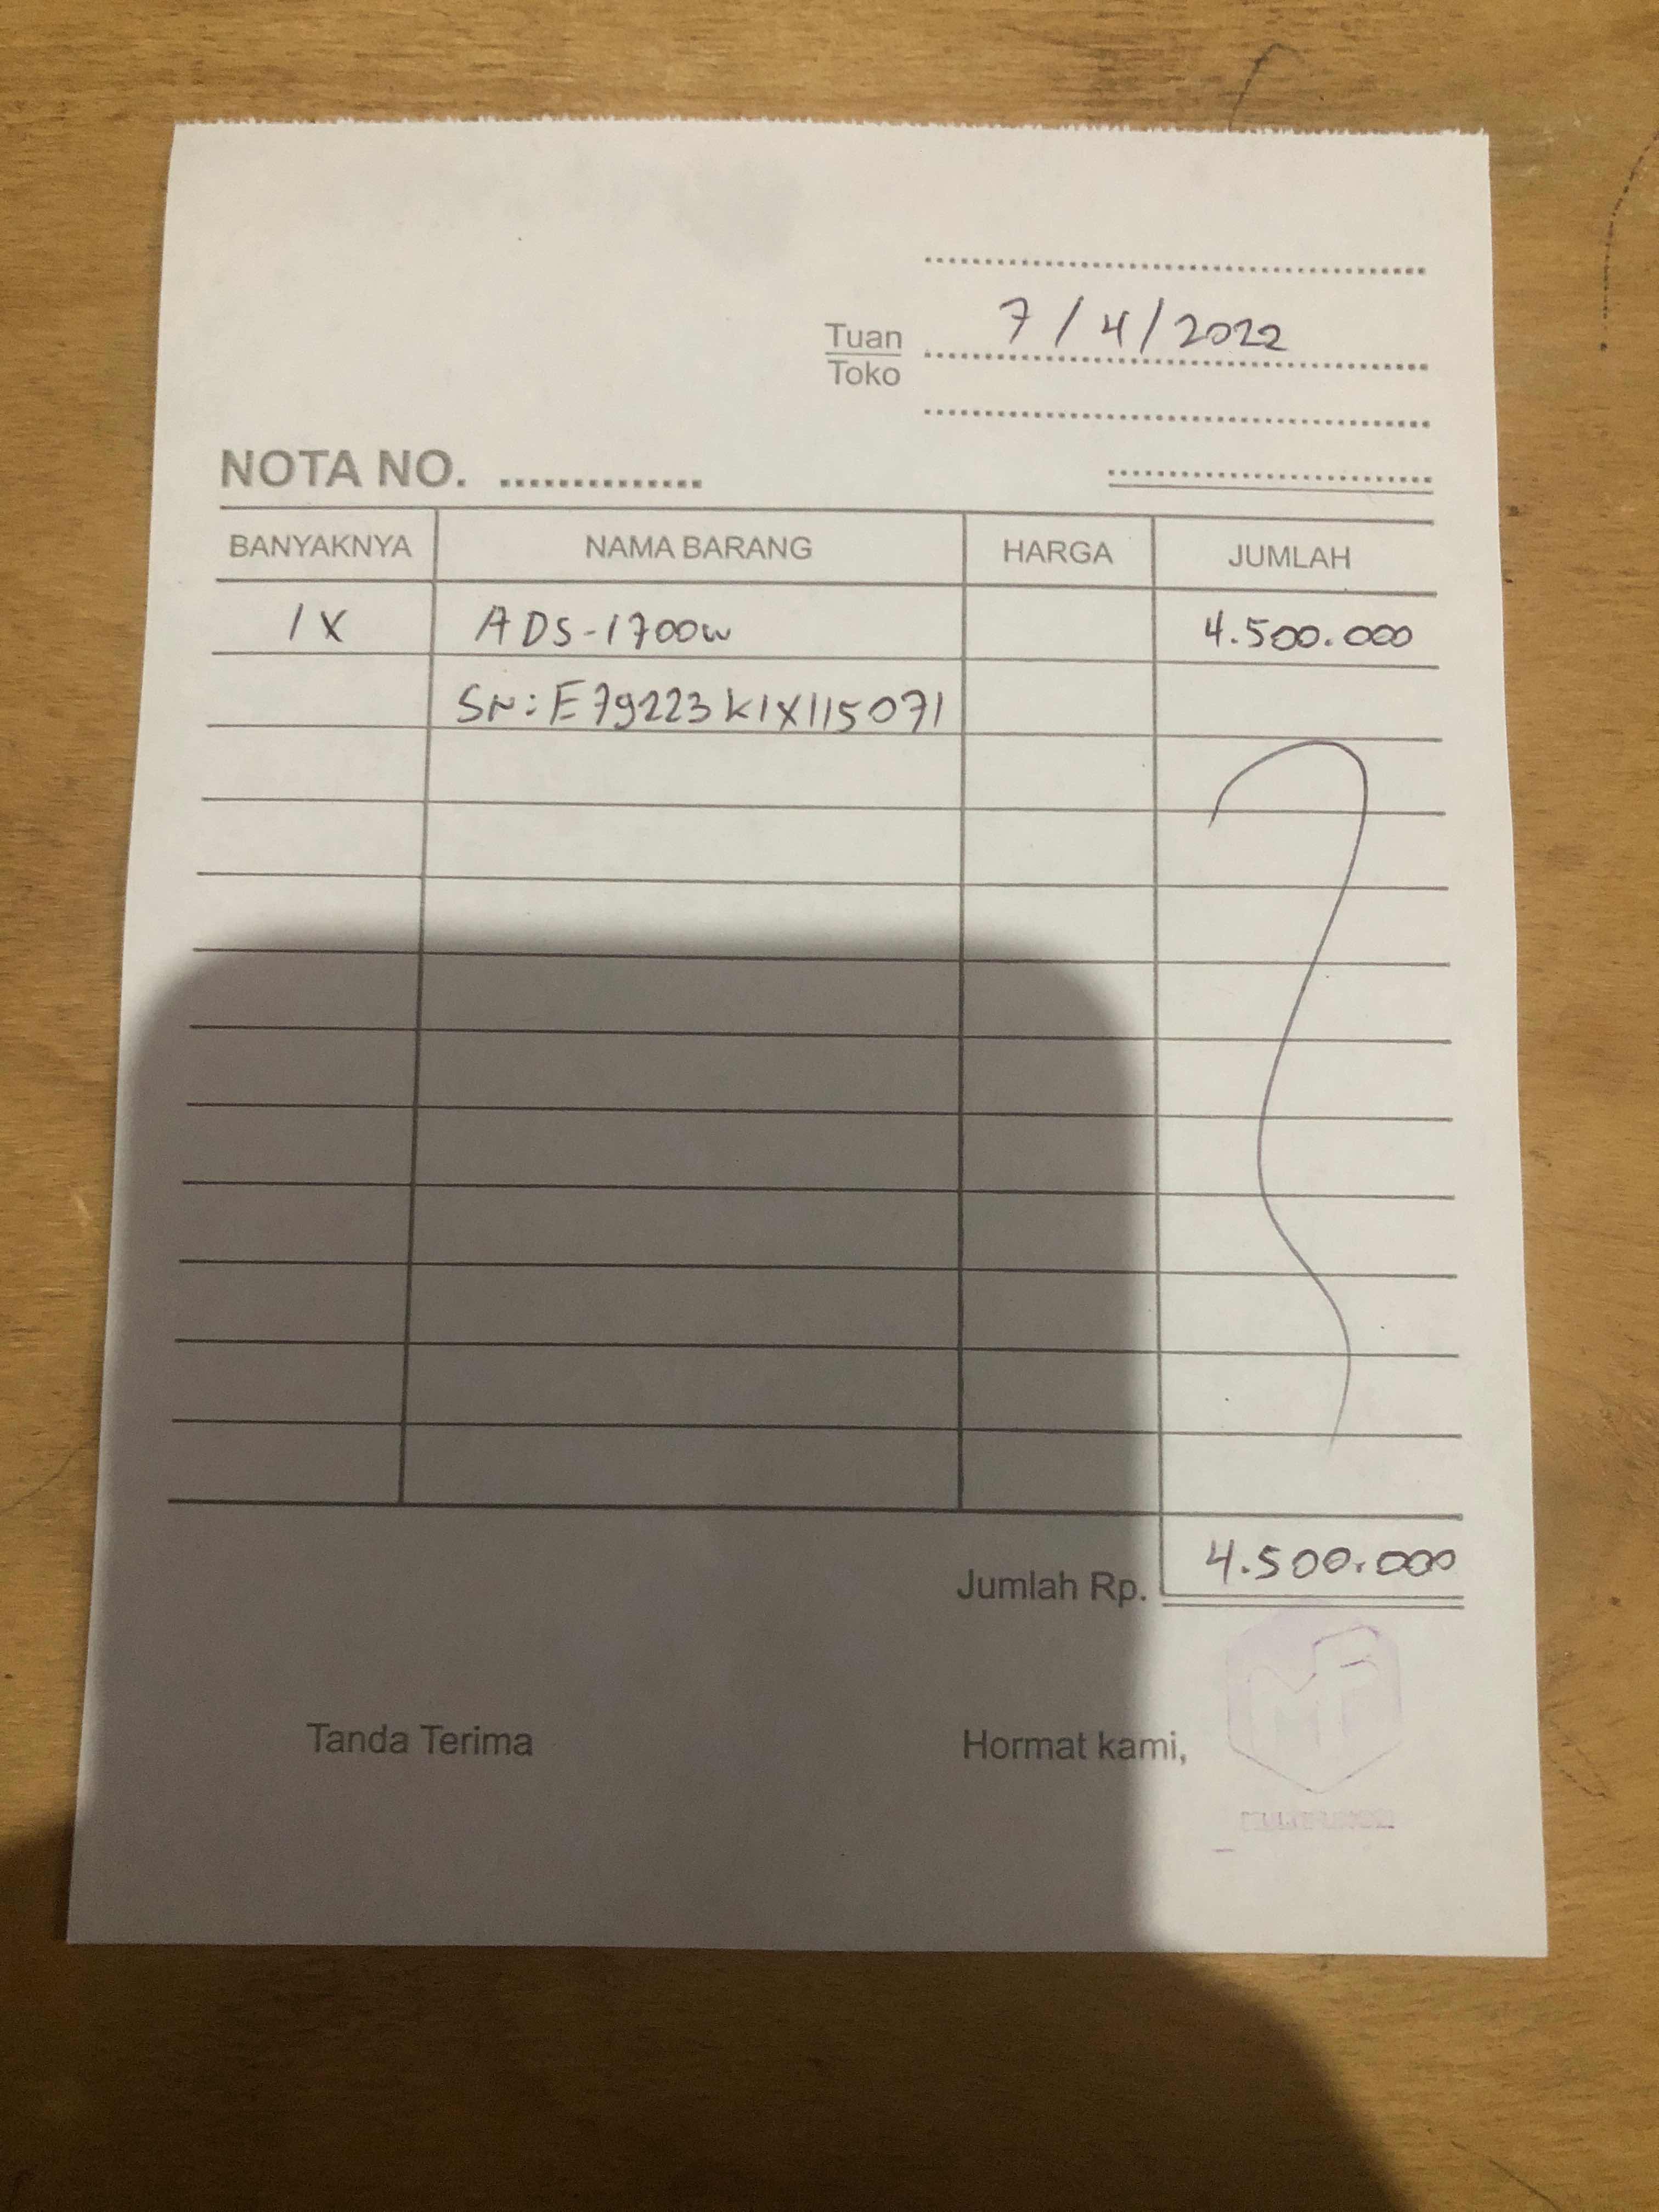 7/4/2022
Tuan
Toko
NOTA NO. ..............
BANYAKNYA NAMA BARANG HARGA JUMLAH
1X ADS-1700w 4.500.000
SN: E79223K1X115071
Jumlah Rp. 4.500.000
Tanda Terima Hormat kami,
MP